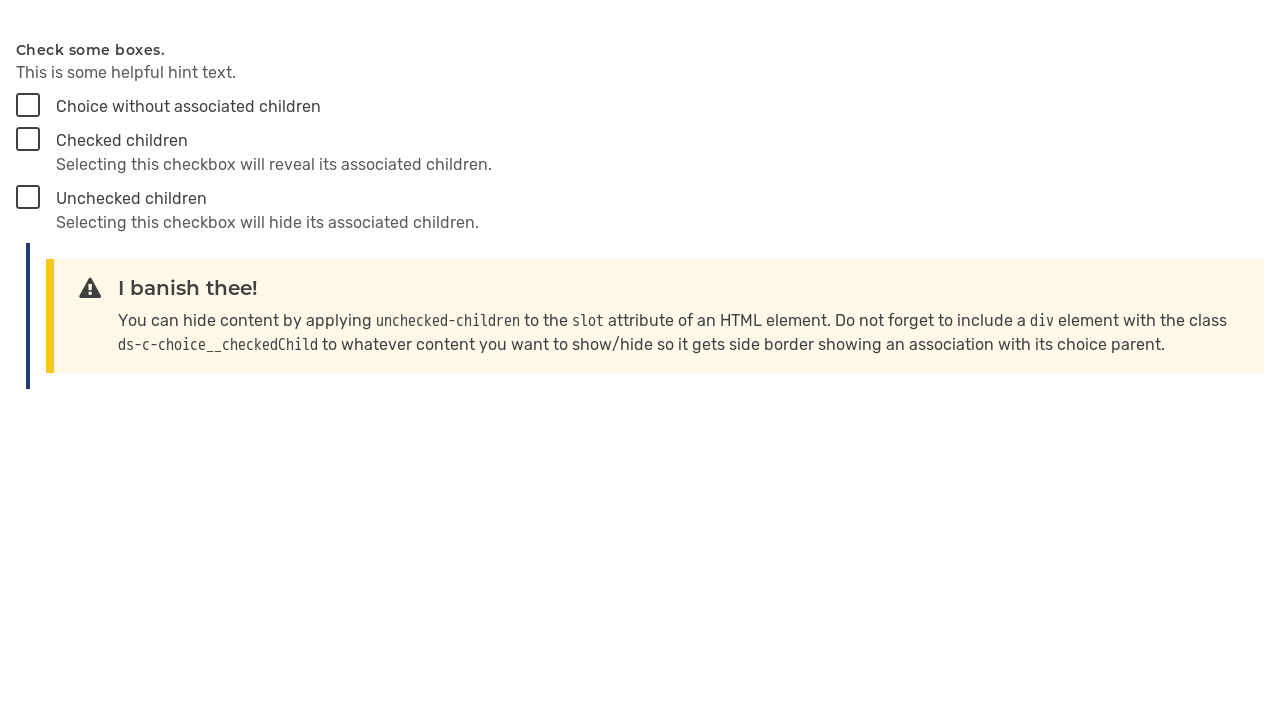 Check some boxes.
This is some helpful hint text.
Choice without associated children
Checked children
Selecting this checkbox will reveal its associated children.
Unchecked children
Selecting this checkbox will hide its associated children.
I banish thee!
You can hide content by applying unchecked-children to the slot attribute of an HTML element. Do not forget to include a div element with the class
ds-c-choice__checkedChild to whatever content you want to show/hide so it gets side border showing an association with its choice parent.